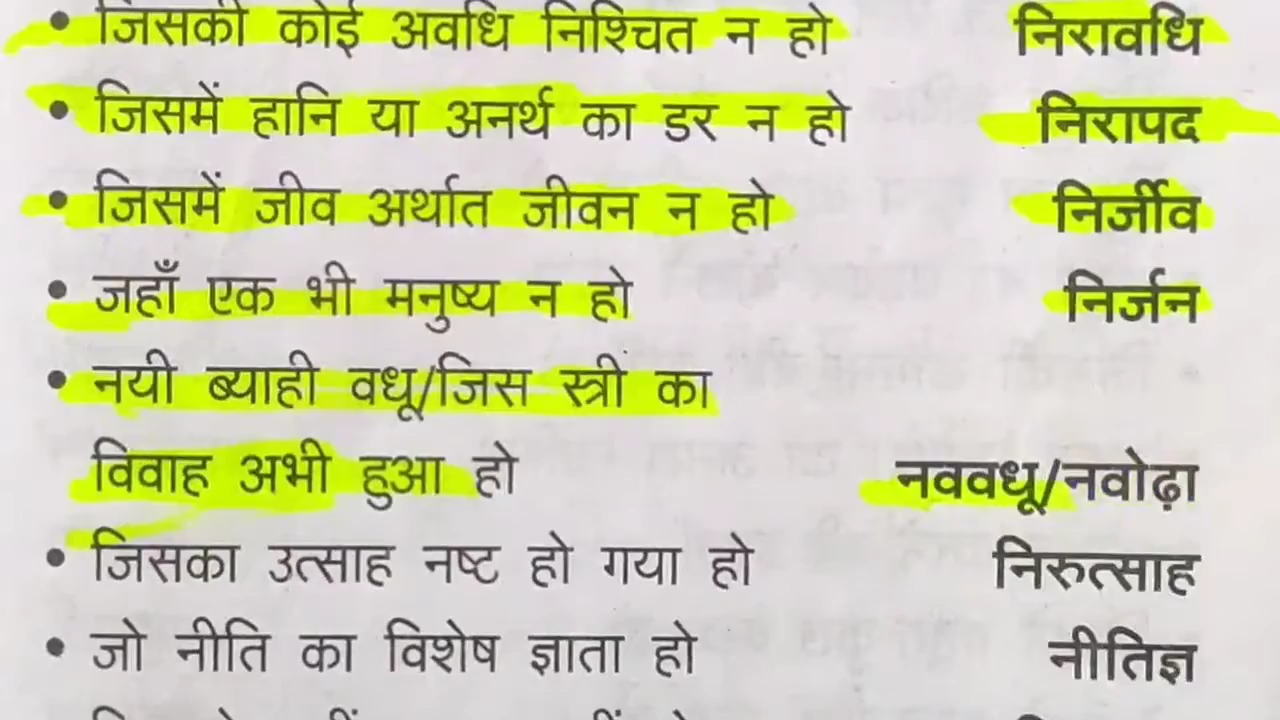 • जिसकी कोई अवधि निश्चित न हो निरावधि
• जिसमें हानि या अनर्थ का डर न हो निरापद
• जिसमें जीव अर्थात जीवन न हो निर्जीव
• जहाँ एक भी मनुष्य न हो निर्जन
• नयी ब्याही वधू/जिस स्त्री का
विवाह अभी हुआ हो नववधू/नवोढ़ा
• जिसका उत्साह नष्ट हो गया हो निरुत्साह
• जो नीति का विशेष ज्ञाता हो नीतिज्ञ